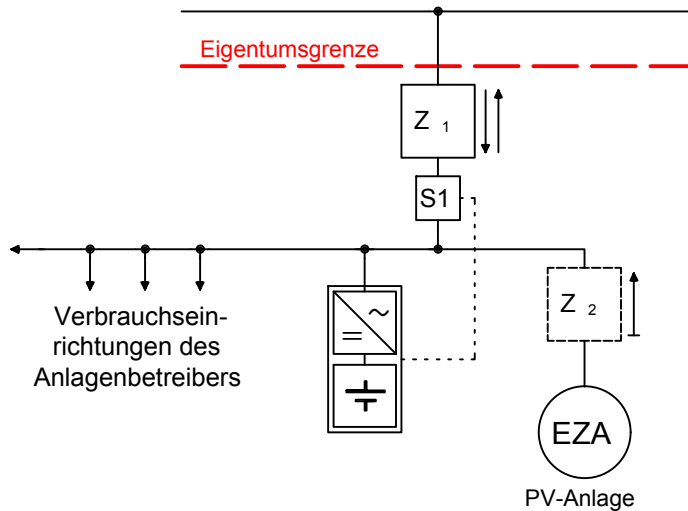 Eigentumsgrenze
Z 1
S1
Z 2
Verbrauchsein-
richtungen des
Anlagenbetreibers
~
=
EZA
PV-Anlage